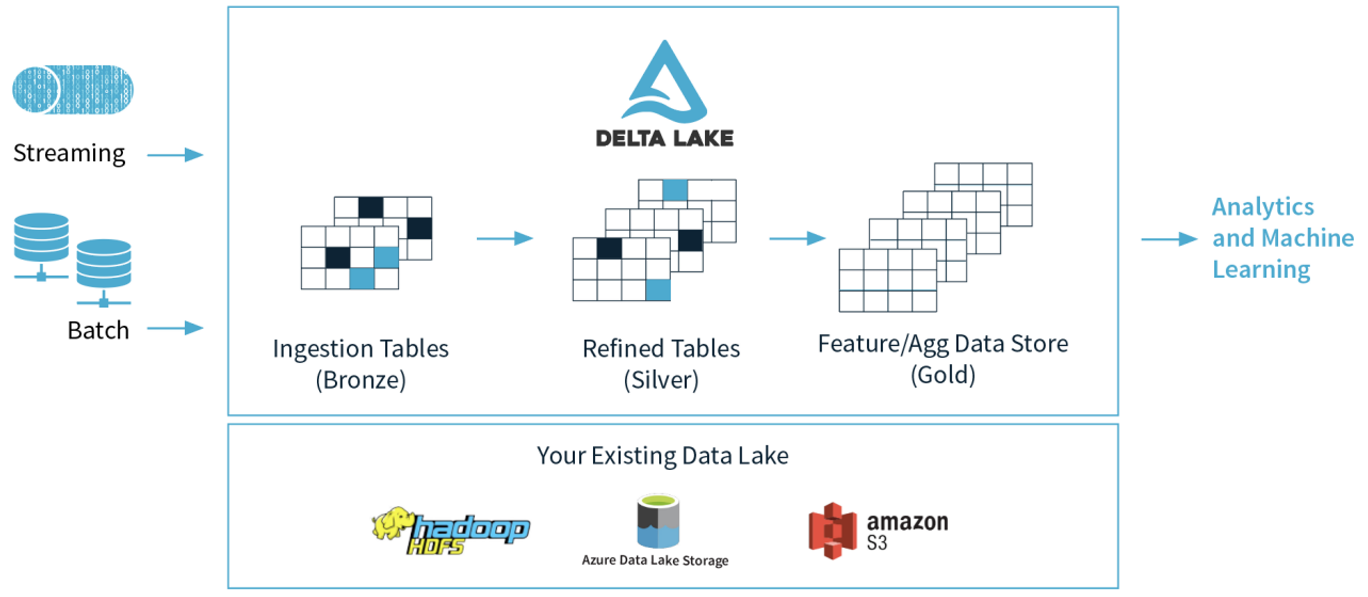 DELTA LAKE
Streaming
Batch
Ingestion Tables
(Bronze)
Refined Tables
(Silver)
Feature/Agg Data Store
(Gold)
Analytics
and Machine
Learning
Your Existing Data Lake
hadoop
HDFS
Azure Data Lake Storage
amazon
S3